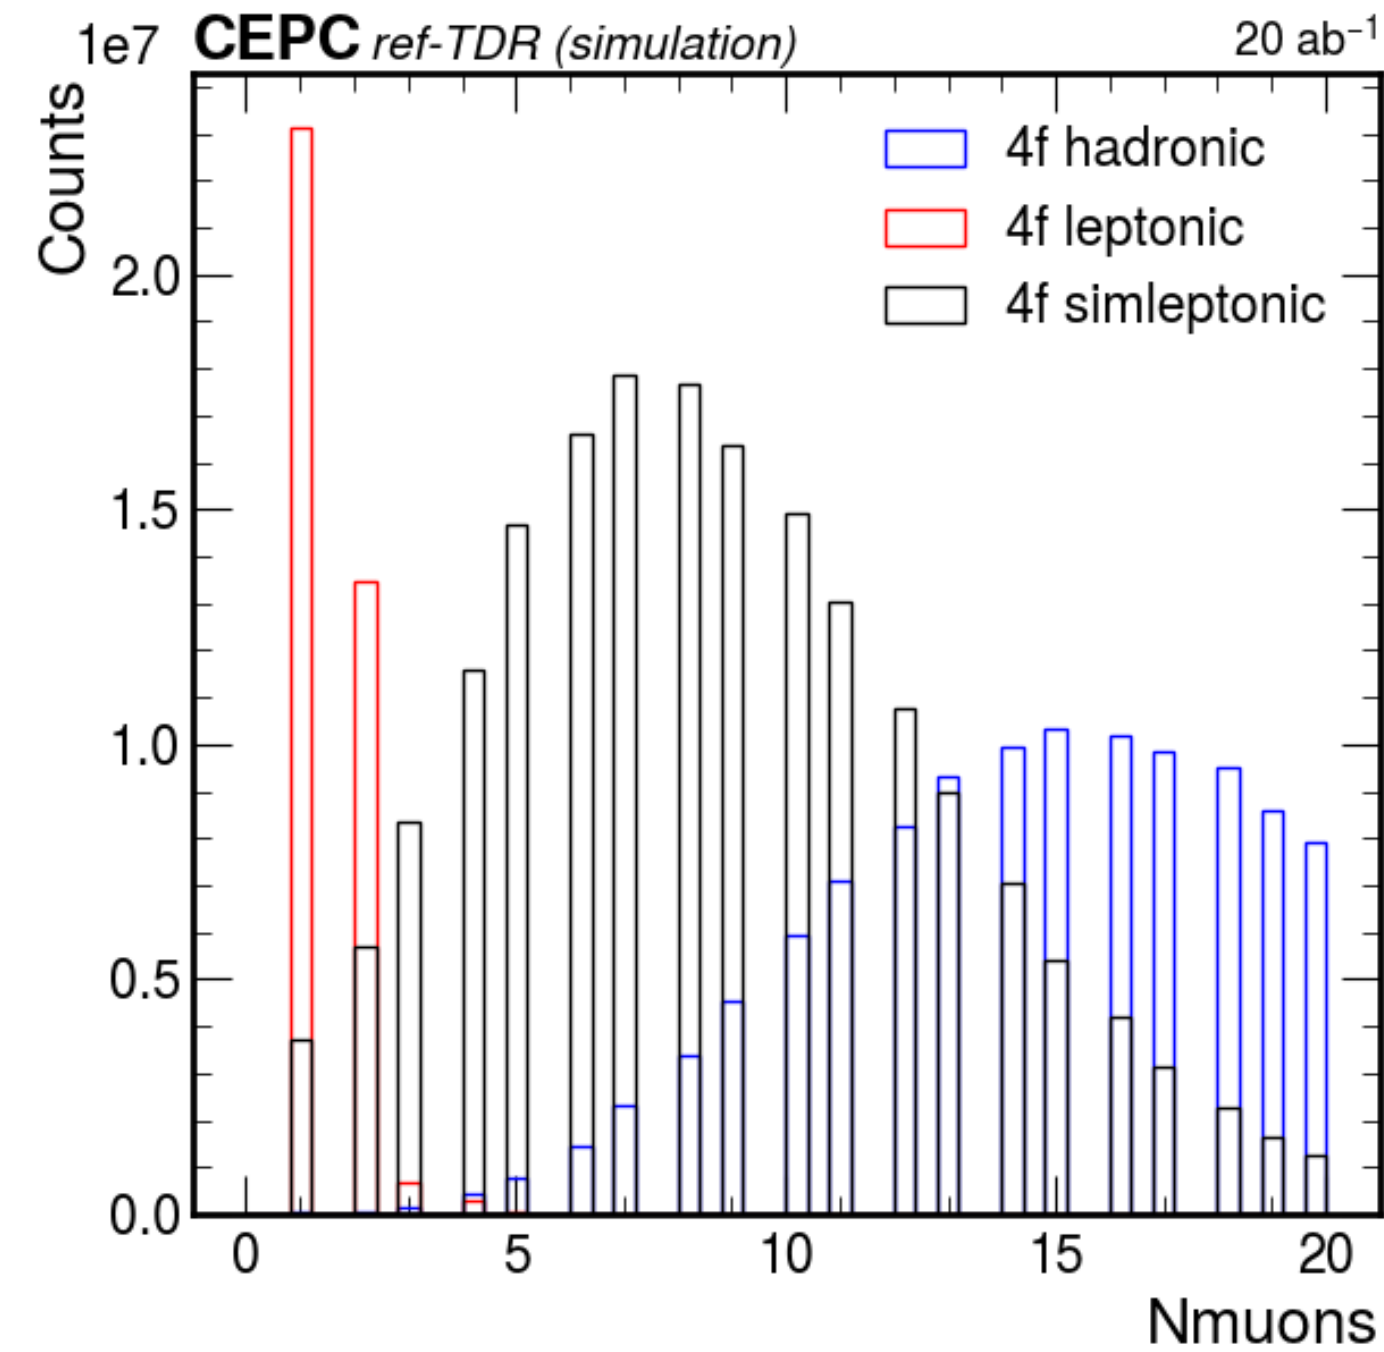 1e7 CEPC ref-TDR (simulation) 20 ab⁻¹
Counts
4f hadronic
4f leptonic
4f simleptonic
2.0
1.5
1.0
0.5
0.0
0 5 10 15 20
Nmuons